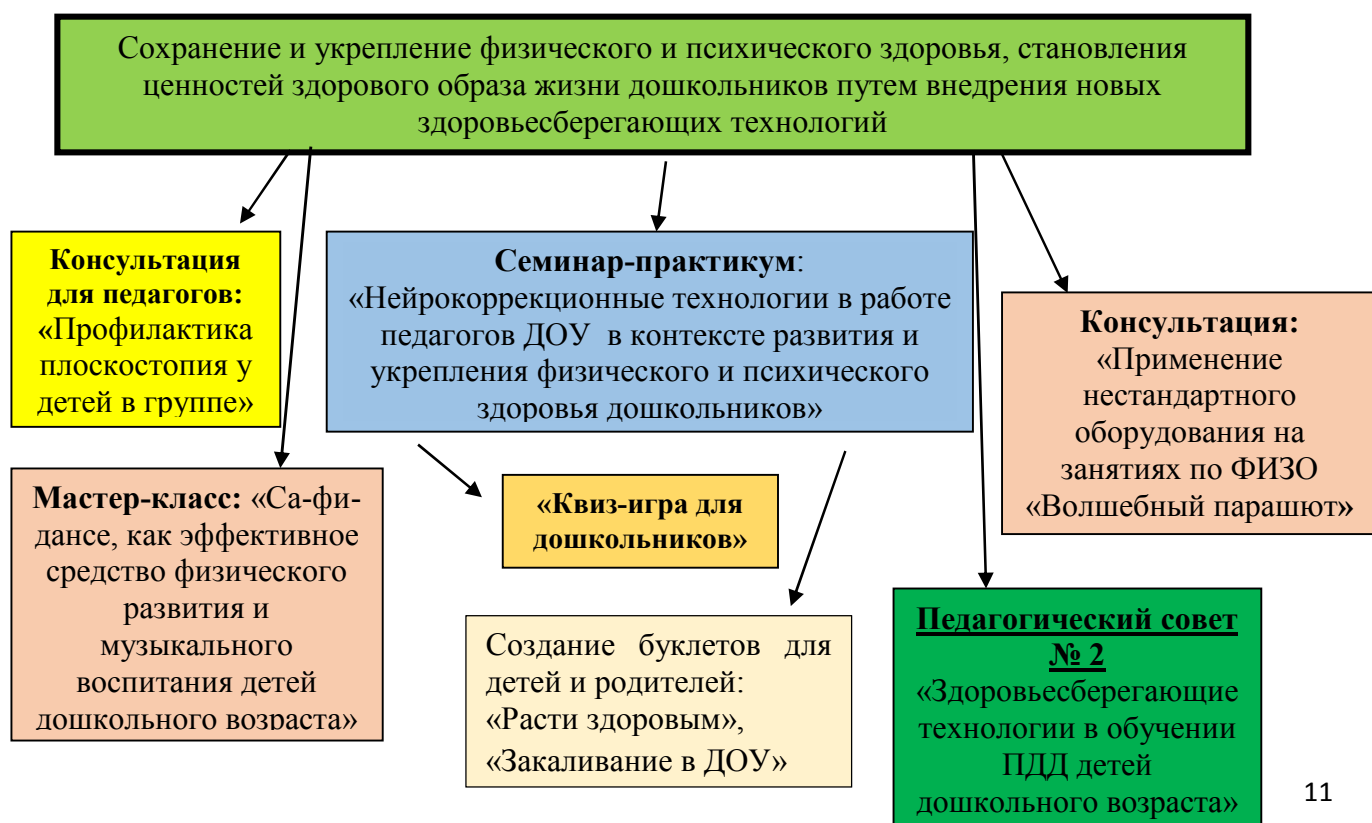 Сохранение и укрепление физического и психического здоровья, становления
ценностей здорового образа жизни дошкольников путем внедрения новых
здоровьесберегающих технологий
Консультация
для педагогов:
«Профилактика
плоскостопия у
детей в группе»
Семинар-практикум:
«Нейрокоррекционные технологии в работе
педагогов ДОУ в контексте развития и
укрепления физического и психического
здоровья дошкольников»
Консультация:
«Применение
нестандартного
оборудования на
занятиях по ФИЗО
«Волшебный парашют»
Мастер-класс: «Са-фи-
дансе, как эффективное
средство физического
развития и
музыкального
воспитания детей
дошкольного возраста»
«Квиз-игра для
дошкольников»
Создание буклетов для
детей и родителей:
«Расти здоровым»,
«Закаливание в ДОУ»
Педагогический совет
№ 2
«Здоровьесберегающие
технологии в обучении
ПДД детей
дошкольного возраста»
11